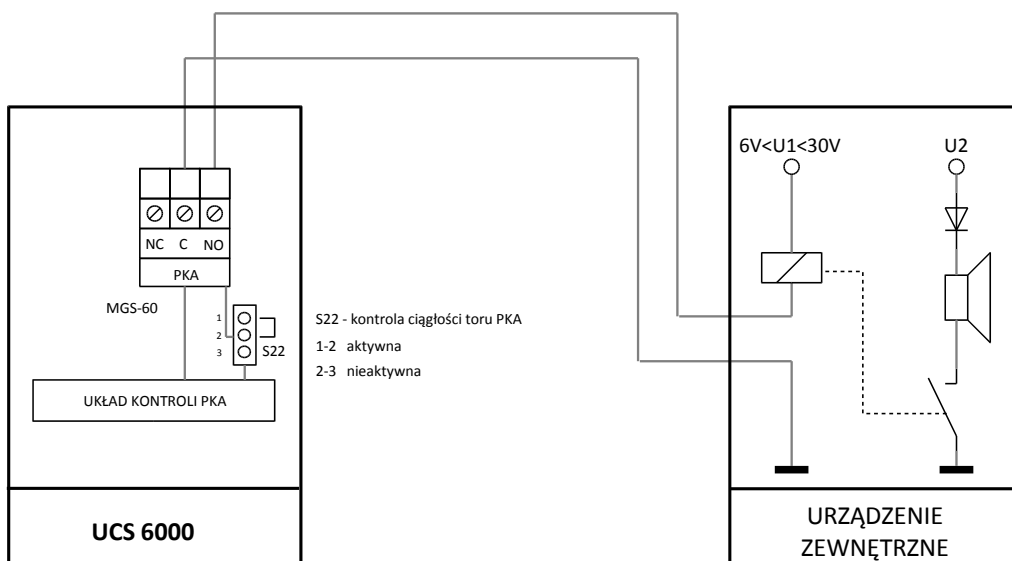 6V<U1<30V
U2
NC C NO
PKA
MGS-60
1
2
3
S22
S22 - kontrola ciągłości toru PKA
1-2 aktywna
2-3 nieaktywna
UKŁAD KONTROLI PKA
UCS 6000
URZĄDZENIE
ZEWNĘTRZNE